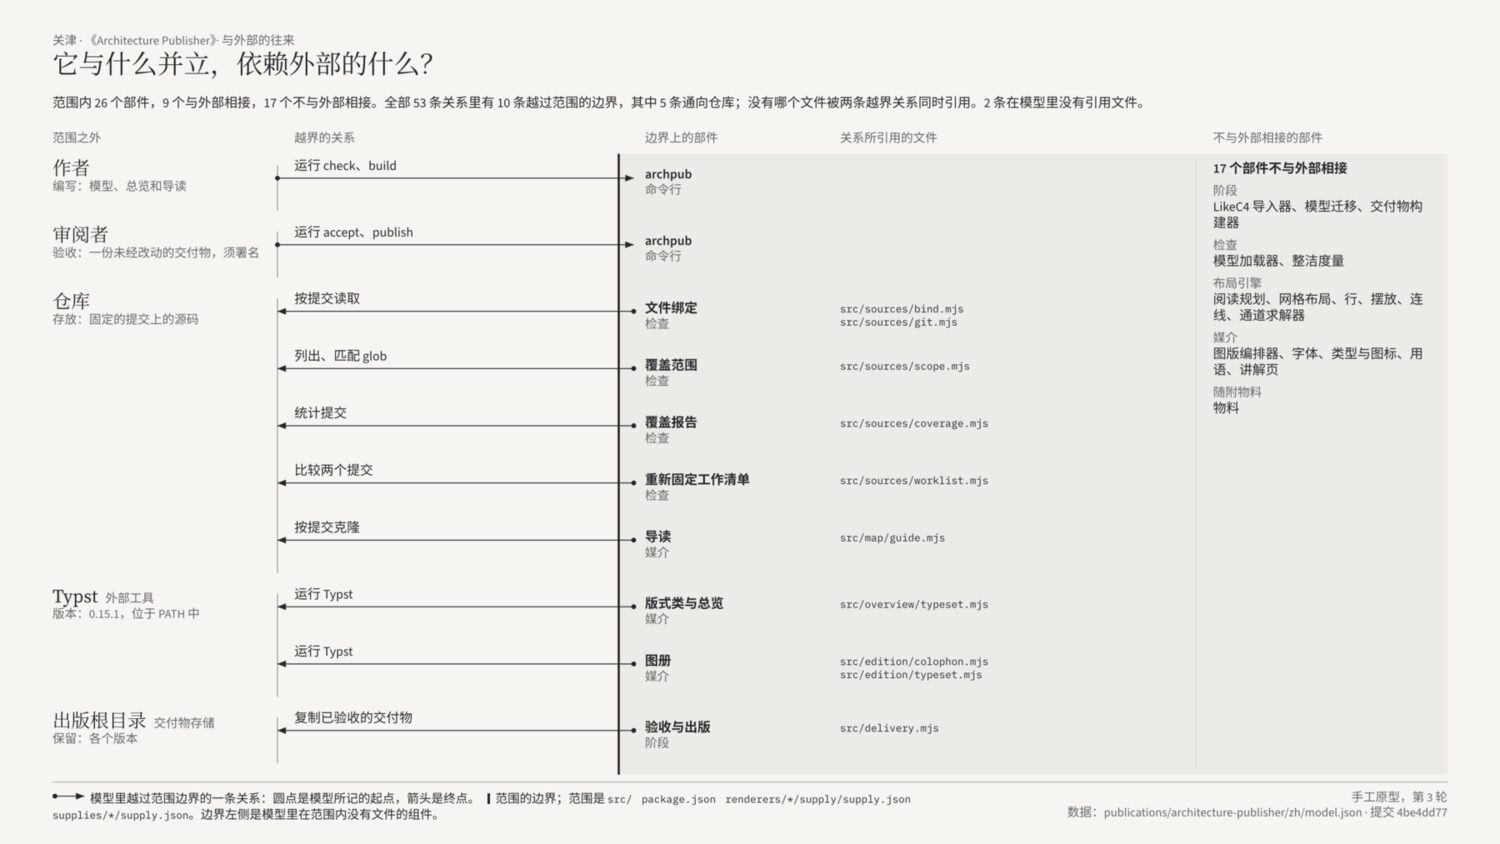 关津 · 《Architecture Publisher》· 与外部的往来
它与什么并立，依赖外部的什么？
范围内 26 个部件，9 个与外部相接，17 个不与外部相接。全部 53 条关系里有 10 条越过范围的边界，其中 5 条通向仓库；没有哪个文件被两条越界关系同时引用。2 条在模型里没有引用文件。
范围之外
越界的关系
边界上的部件
关系所引用的文件
不与外部相接的部件
作者
编写：模型、总览和导读
运行 check、build
archpub
命令行
审阅者
验收：一份未经改动的交付物，须署名
运行 accept、publish
archpub
命令行
仓库
存放：固定的提交上的源码
按提交读取
文件绑定
检查
src/sources/bind.mjs
src/sources/git.mjs
列出、匹配 glob
覆盖范围
检查
src/sources/scope.mjs
统计提交
覆盖报告
检查
src/sources/coverage.mjs
比较两个提交
重新固定工作清单
检查
src/sources/worklist.mjs
按提交克隆
导读
媒介
src/map/guide.mjs
Typst 外部工具
版本：0.15.1，位于 PATH 中
运行 Typst
版式类与总览
媒介
src/overview/typeset.mjs
运行 Typst
图册
媒介
src/edition/colophon.mjs
src/edition/typeset.mjs
出版根目录 交付物存储
保留：各个版本
复制已验收的交付物
验收与出版
阶段
src/delivery.mjs
17 个部件不与外部相接
阶段
LikeC4 导入器、模型迁移、交付物构
建器
检查
模型加载器、整洁度量
布局引擎
阅读规划、网格布局、行、摆放、连
线、通道求解器
媒介
图版编排器、字体、类型与图标、用
语、讲解页
随附物料
物料
模型里越过范围边界的一条关系：圆点是模型所记的起点，箭头是终点。 范围的边界；范围是 src/ package.json renderers/*/supply/supply.json
supplies/*/supply.json。边界左侧是模型里在范围内没有文件的组件。
手工原型，第 3 轮
数据：publications/architecture-publisher/zh/model.json · 提交 4be4dd77